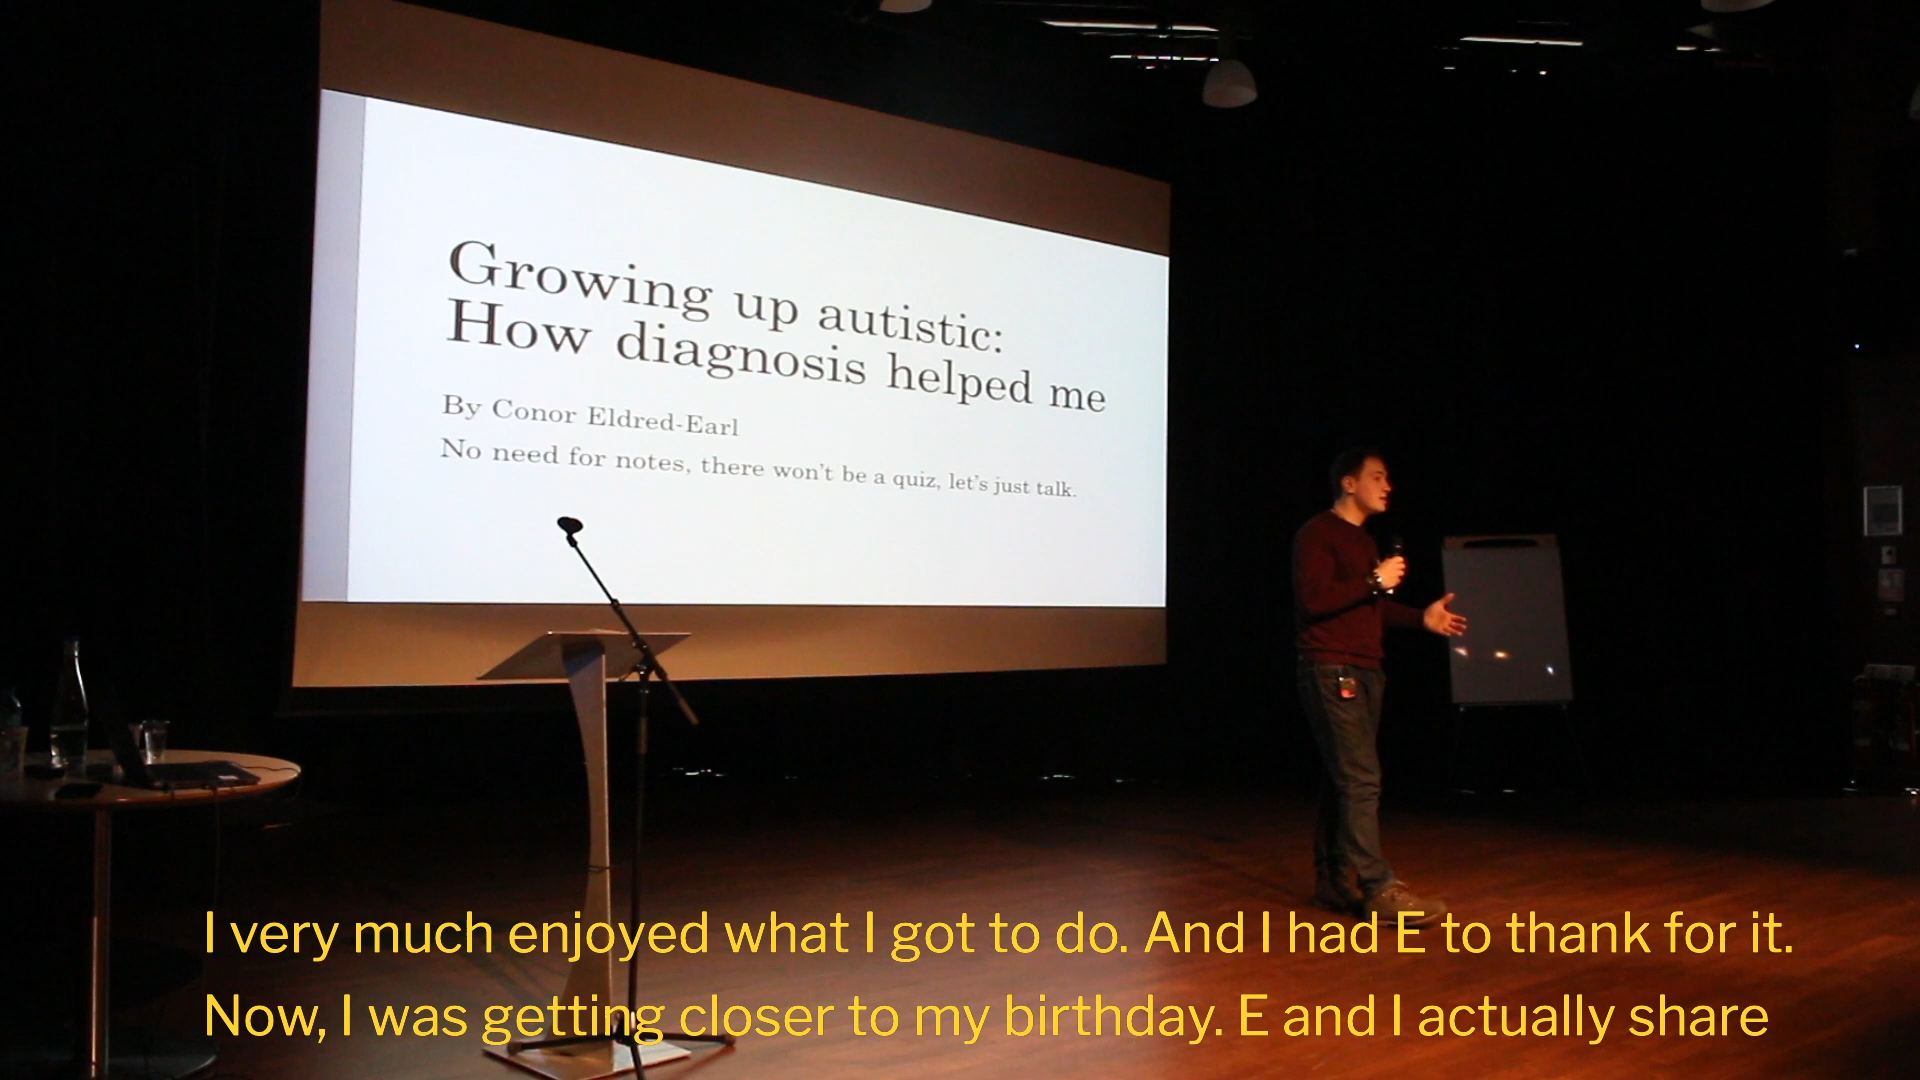 Growing up autistic:
How diagnosis helped me
By Conor Eldred-Earl
No need for notes, there won't be a quiz, let's just talk.
I very much enjoyed what I got to do. And I had E to thank for it.
Now, I was getting closer to my birthday. E and I actually share